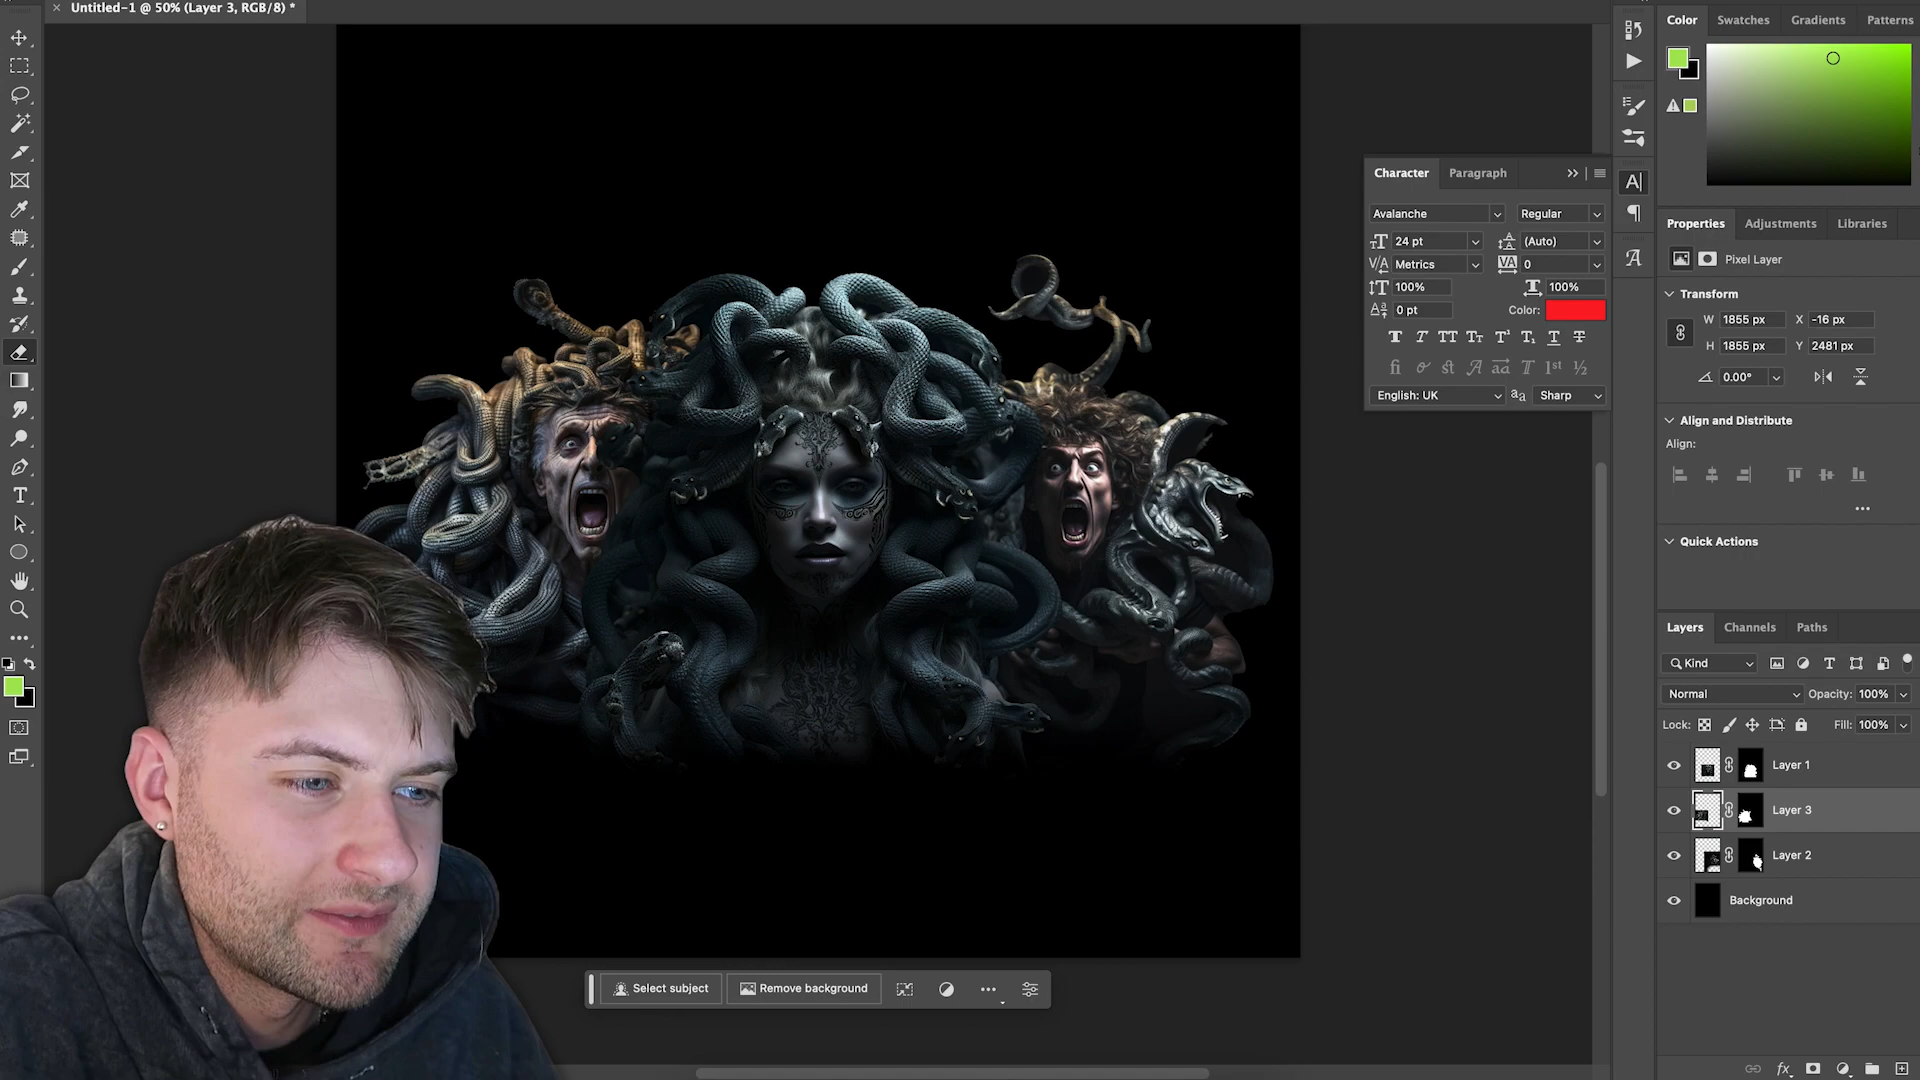 Untitled-1 @ 50% (Layer 3, RGB/8) *
Color Swatches Gradients Patterns
Character Paragraph
Avalanche Regular
24 pt (Auto)
Metrics 0
100% 100%
0 pt Color:
English: UK Sharp
Properties Adjustments Libraries
Pixel Layer
Transform
W 1855 px X -16 px
H 1855 px Y 2481 px
0.00°
Align and Distribute
Align:
Quick Actions
Layers Channels Paths
Kind
Normal Opacity: 100%
Lock: Fill: 100%
Layer 1
Layer 3
Layer 2
Background
Select subject Remove background